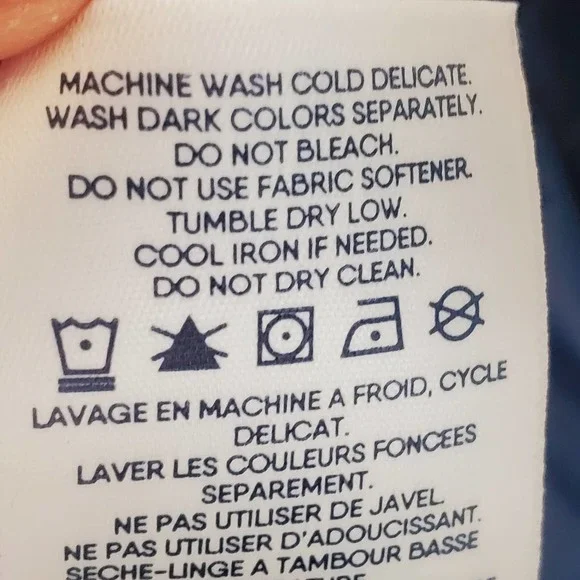 MACHINE WASH COLD DELICATE.
WASH DARK COLORS SEPARATELY.
DO NOT BLEACH.
DO NOT USE FABRIC SOFTENER.
TUMBLE DRY LOW.
COOL IRON IF NEEDED.
DO NOT DRY CLEAN.
LAVAGE EN MACHINE A FROID, CYCLE
DELICAT.
LAVER LES COULEURS FONCEES
SEPAREMENT.
NE PAS UTILISER DE JAVEL.
NE PAS UTILISER D'ADOUCISSANT.
SECHE-LINGE A TAMBOUR BASSE